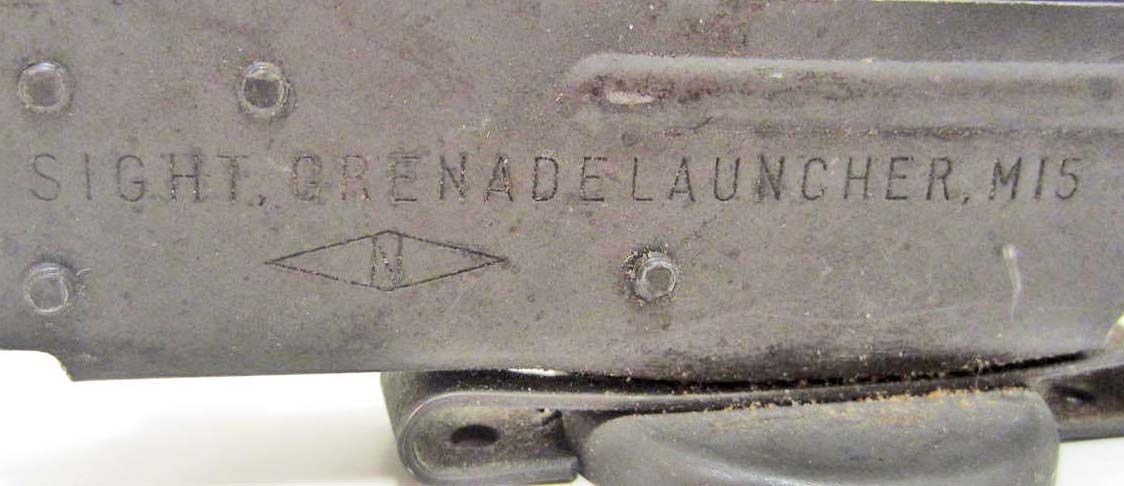 SIGHT, GRENADE LAUNCHER, M15
N